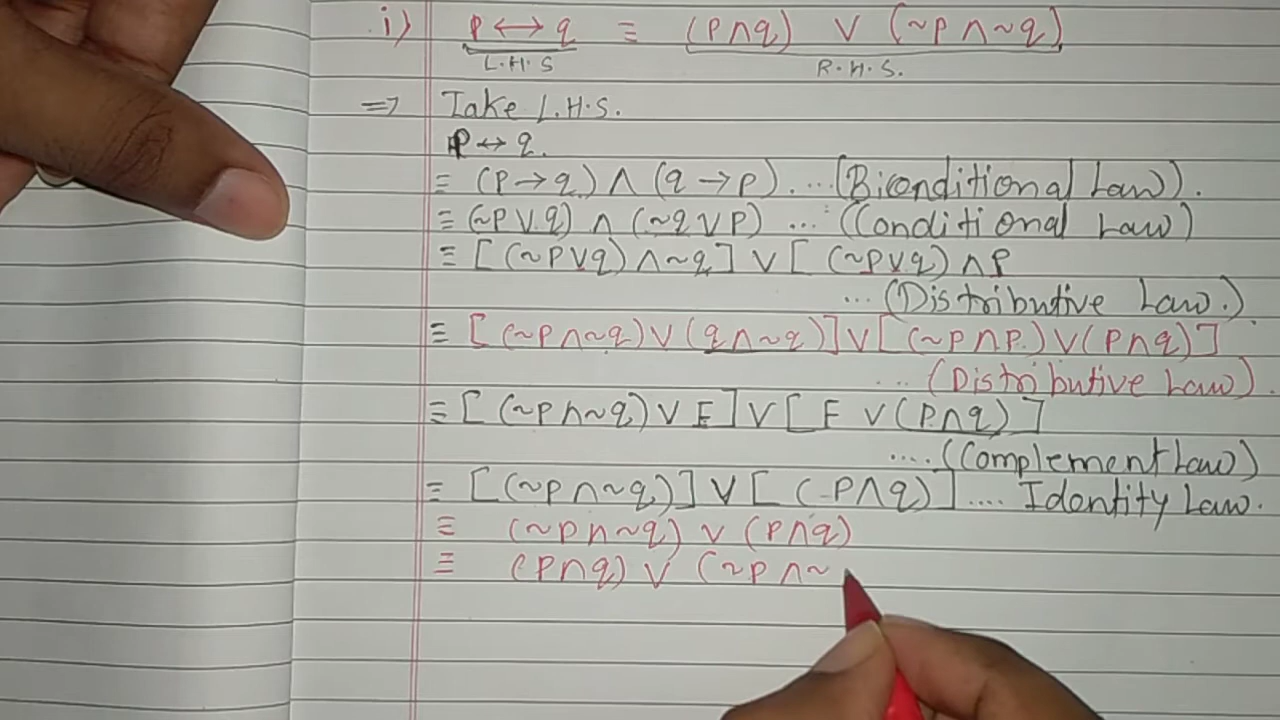 i) p ↔ q ≡ (p∧q) ∨ (~p ∧ ~q)
L.H.S R.H.S.
⇒ Take L.H.S.
p ↔ q.
≡ (p → q) ∧ (q → p). ...(Biconditional Law).
≡ (~p ∨ q) ∧ (~q ∨ p) ... (Conditional Law)
≡ [(~p ∨ q) ∧ ~q] ∨ [(~p ∨ q) ∧ p
... (Distributive Law.)
≡ [(~p ∧ ~q) ∨ (q ∧ ~q)] ∨ [(~p ∧ p.) ∨ (p ∧ q)]
... (Distributive Law).
≡ [(~p ∧ ~q) ∨ F] ∨ [F ∨ (p ∧ q)]
.... (Complement Law)
≡ [(~p ∧ ~q)] ∨ [(p ∧ q)] .... Identity Law.
≡ (~p ∧ ~q) ∨ (p ∧ q)
≡ (p ∧ q) ∨ (~p ∧ ~